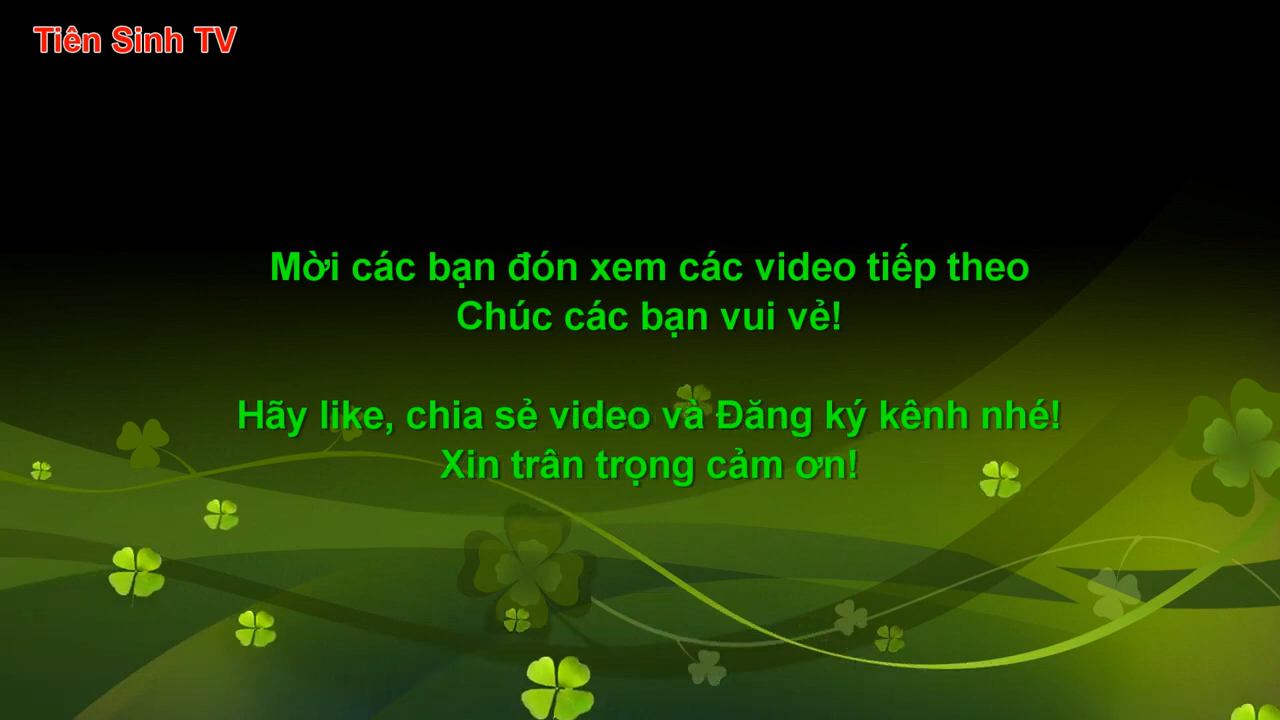 Tiên Sinh TV
Mời các bạn đón xem các video tiếp theo
Chúc các bạn vui vẻ!
Hãy like, chia sẻ video và Đăng ký kênh nhé!
Xin trân trọng cảm ơn!